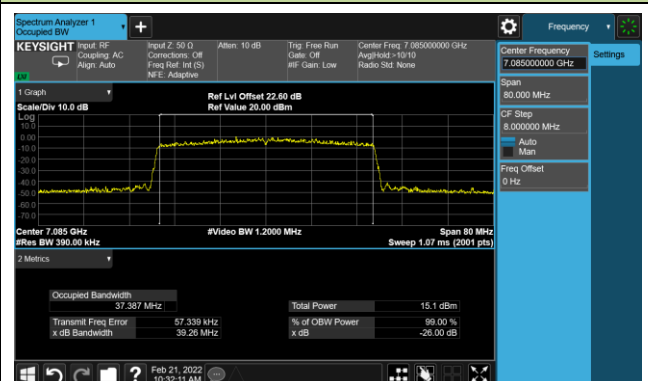 Spectrum Analyzer 1
Occupied BW
Frequency
KEYSIGHT
Input: RF
Coupling: AC
Align: Auto
Input Z: 50 Ω
Corrections: Off
Freq Ref: Int (S)
NFE: Adaptive
Atten: 10 dB
Trig: Free Run
Gate: Off
#IF Gain: Low
Center Freq: 7.085000000 GHz
Avg|Hold:>10/10
Radio Std: None
Center Frequency
7.085000000 GHz
Settings
Span
80.000 MHz
CF Step
8.000000 MHz
Auto
Man
Freq Offset
0 Hz
1 Graph
Scale/Div 10.0 dB
Ref Lvl Offset 22.60 dB
Ref Value 20.00 dBm
Log
10.0
0.00
-10.0
-20.0
-30.0
-40.0
-50.0
-60.0
-70.0
Center 7.085 GHz
#Res BW 390.00 kHz
#Video BW 1.2000 MHz
Span 80 MHz
Sweep 1.07 ms (2001 pts)
2 Metrics
Occupied Bandwidth
37.387 MHz
Transmit Freq Error 57.339 kHz
x dB Bandwidth 39.26 MHz
Total Power 15.1 dBm
% of OBW Power 99.00 %
x dB -26.00 dB
Feb 21, 2022
10:32:11 AM